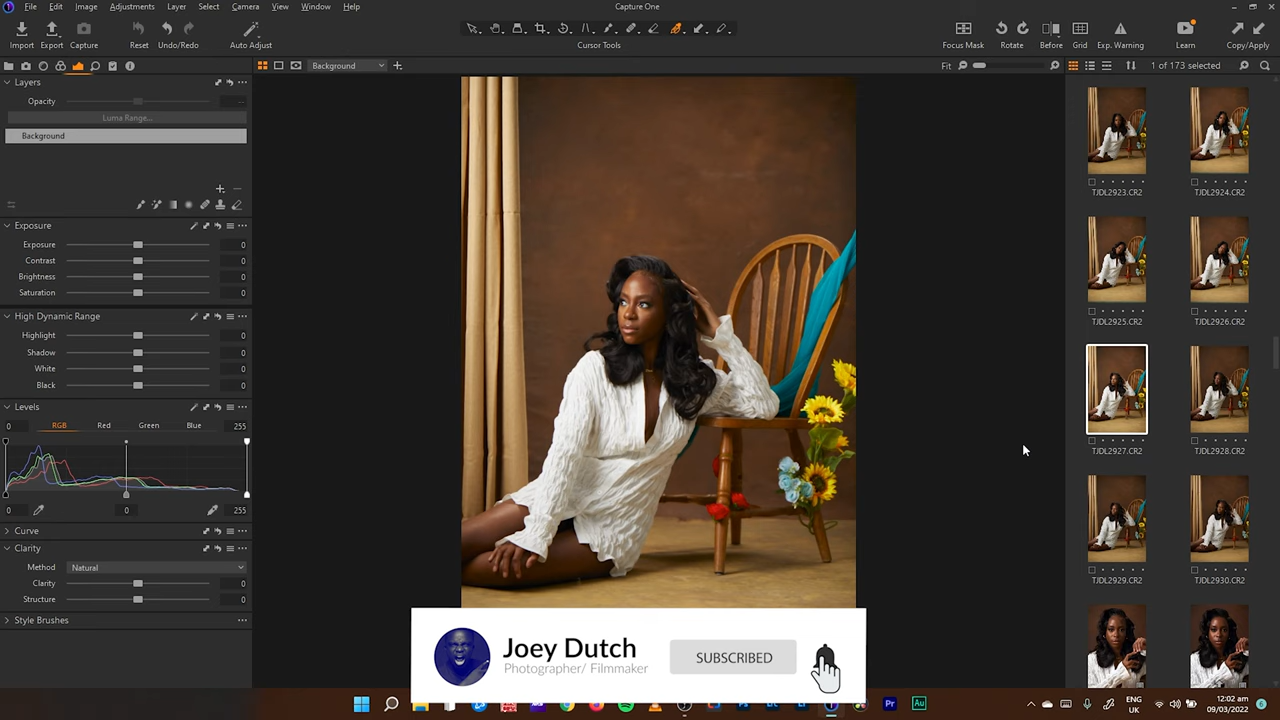 File Edit Image Adjustments Layer Select Camera View Window Help
Capture One
Import Export Capture Reset Undo/Redo Auto Adjust
Cursor Tools
Focus Mask Rotate Before Grid Exp. Warning Learn Copy/Apply
Background
Fit
1 of 173 selected
Layers
Opacity
Luma Range...
Background
Exposure
Exposure 0
Contrast 0
Brightness 0
Saturation 0
High Dynamic Range
Highlight 0
Shadow 0
White 0
Black 0
Levels
0 RGB Red Green Blue 255
0 0 255
Curve
Clarity
Method Natural
Clarity 0
Structure 0
Style Brushes
TJDL2923.CR2 TJDL2924.CR2
TJDL2925.CR2 TJDL2926.CR2
TJDL2927.CR2 TJDL2928.CR2
TJDL2929.CR2 TJDL2930.CR2
Joey Dutch
Photographer/ Filmmaker
SUBSCRIBED
Pr Au
ENG
UK
12:02 am
09/03/2022